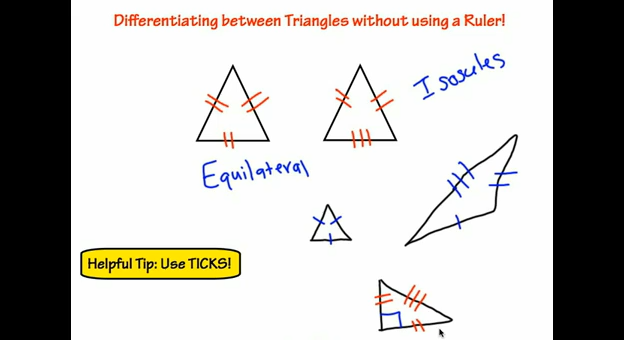 Differentiating between Triangles without using a Ruler!
Isosceles
Equilateral
Helpful Tip: Use TICKS!